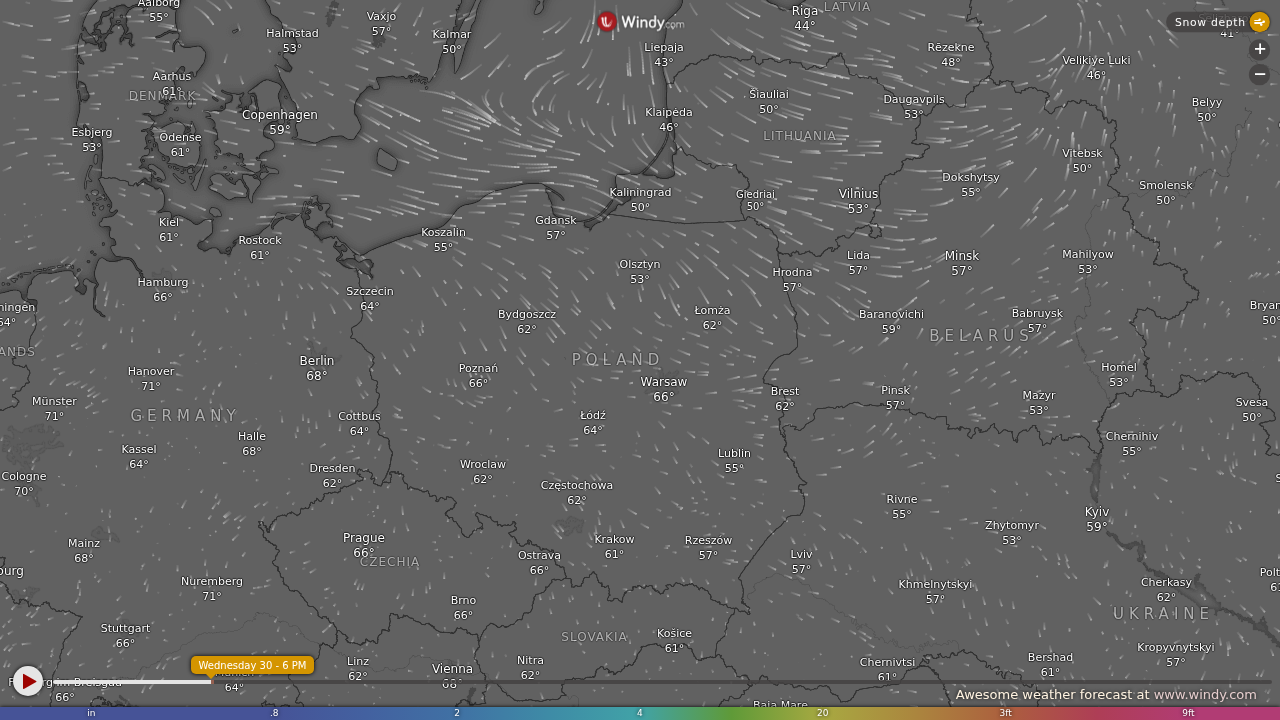 Aalborg
55°
Vaxjo
57°
Halmstad
53°
Kalmar
50°
Windy.com
Riga
44°
LATVIA
Snow depth
41°
Liepaja
43°
Rēzekne
48°
Velikiye Luki
46°
+
−
Aarhus
61°
DENMARK
Copenhagen
59°
Klaipėda
46°
Šiauliai
50°
Daugavpils
53°
Belyy
50°
Esbjerg
53°
Odense
61°
LITHUANIA
Vitebsk
50°
Kaliningrad
50°
Giedriai
50°
Vilnius
53°
Dokshytsy
55°
Smolensk
50°
Kiel
61°
Rostock
61°
Koszalin
55°
Gdansk
57°
Olsztyn
53°
Hrodna
57°
Lida
57°
Minsk
57°
Mahilyow
53°
Hamburg
66°
Szczecin
64°
Bydgoszcz
62°
Łomża
62°
Baranovichi
59°
Babruysk
57°
BELARUS
Berlin
68°
POLAND
Hanover
71°
Poznań
66°
Warsaw
66°
Brest
62°
Pinsk
57°
Mazyr
53°
Homel
53°
Münster
71°
GERMANY
Cottbus
64°
Łódź
64°
Svesa
50°
Kassel
64°
Halle
68°
Dresden
62°
Wroclaw
62°
Lublin
55°
Chernihiv
55°
Cologne
70°
Częstochowa
62°
Rivne
55°
Zhytomyr
53°
Kyiv
59°
Mainz
68°
Prague
66°
CZECHIA
Ostrava
66°
Krakow
61°
Rzeszow
57°
Lviv
57°
Khmelnytskyi
57°
Cherkasy
62°
Nuremberg
71°
Brno
66°
UKRAINE
Stuttgart
66°
SLOVAKIA
Košice
61°
Kropyvnytskyi
57°
Wednesday 30 - 6 PM
64°
Linz
62°
Vienna
68°
Nitra
62°
Chernivtsi
61°
Bershad
61°
66°
Baia Mare
Awesome weather forecast at www.windy.com
in .8 2 4 20 3ft 9ft